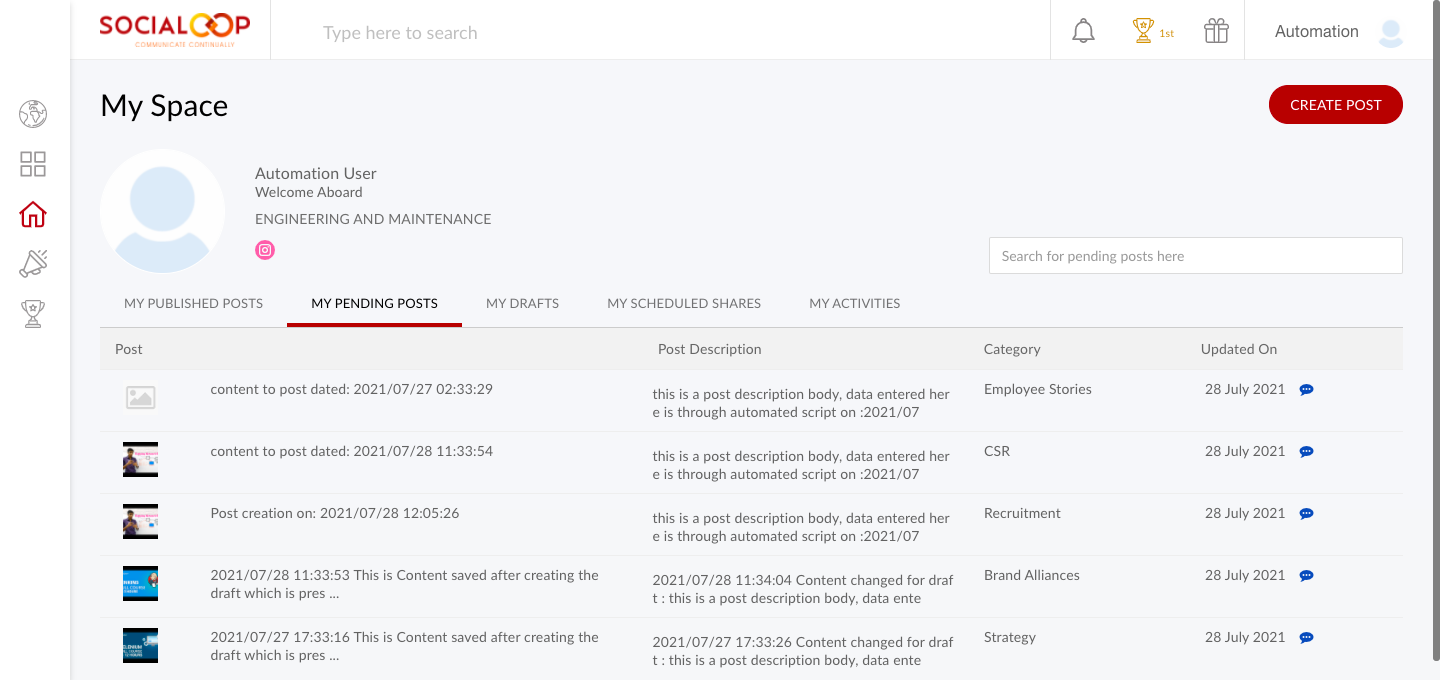 SOCIALOOP
COMMUNICATE CONTINUALLY
Type here to search
1st
Automation
My Space
CREATE POST
Automation User
Welcome Aboard
ENGINEERING AND MAINTENANCE
Search for pending posts here
MY PUBLISHED POSTS
MY PENDING POSTS
MY DRAFTS
MY SCHEDULED SHARES
MY ACTIVITIES
Post
Post Description
Category
Updated On
content to post dated: 2021/07/27 02:33:29
this is a post description body, data entered her
e is through automated script on :2021/07
Employee Stories
28 July 2021
content to post dated: 2021/07/28 11:33:54
this is a post description body, data entered her
e is through automated script on :2021/07
CSR
28 July 2021
Post creation on: 2021/07/28 12:05:26
this is a post description body, data entered her
e is through automated script on :2021/07
Recruitment
28 July 2021
2021/07/28 11:33:53 This is Content saved after creating the
draft which is pres ...
2021/07/28 11:34:04 Content changed for draf
t : this is a post description body, data ente
Brand Alliances
28 July 2021
2021/07/27 17:33:16 This is Content saved after creating the
draft which is pres ...
2021/07/27 17:33:26 Content changed for draf
t : this is a post description body, data ente
Strategy
28 July 2021